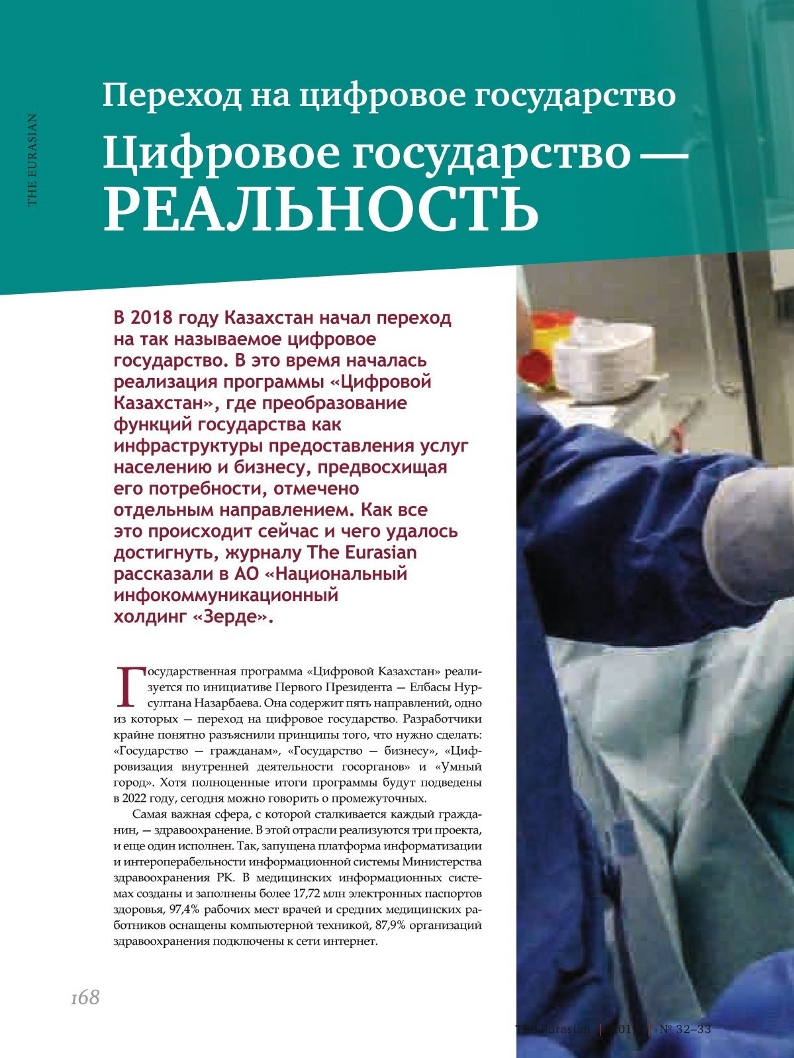 THE EURASIAN
Переход на цифровое государство
Цифровое государство —
РЕАЛЬНОСТЬ
В 2018 году Казахстан начал переход
на так называемое цифровое
государство. В это время началась
реализация программы «Цифровой
Казахстан», где преобразование
функций государства как
инфраструктуры предоставления услуг
населению и бизнесу, предвосхищая
его потребности, отмечено
отдельным направлением. Как все
это происходит сейчас и чего удалось
достигнуть, журналу The Eurasian
рассказали в АО «Национальный
инфокоммуникационный
холдинг «Зерде».
Государственная программа «Цифровой Казахстан» реали-
зуется по инициативе Первого Президента — Елбасы Нур-
султана Назарбаева. Она содержит пять направлений, одно
из которых — переход на цифровое государство. Разработчики
крайне понятно разъяснили принципы того, что нужно сделать:
«Государство — гражданам», «Государство — бизнесу», «Циф-
ровизация внутренней деятельности госорганов» и «Умный
город». Хотя полноценные итоги программы будут подведены
в 2022 году, сегодня можно говорить о промежуточных.
Самая важная сфера, с которой сталкивается каждый гражда-
нин, — здравоохранение. В этой отрасли реализуются три проекта,
и еще один исполнен. Так, запущена платформа информатизации
и интероперабельности информационной системы Министерства
здравоохранения РК. В медицинских информационных систе-
мах созданы и заполнены более 17,72 млн электронных паспортов
здоровья, 97,4% рабочих мест врачей и средних медицинских ра-
ботников оснащены компьютерной техникой, 87,9% организаций
здравоохранения подключены к сети интернет.
168
The Eurasian | | № 32–33